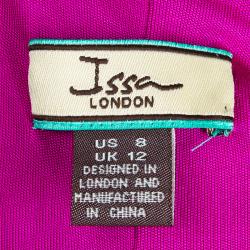 Issa
LONDON
US 8
UK 12
DESIGNED IN
LONDON AND
MANUFACTURED
IN CHINA